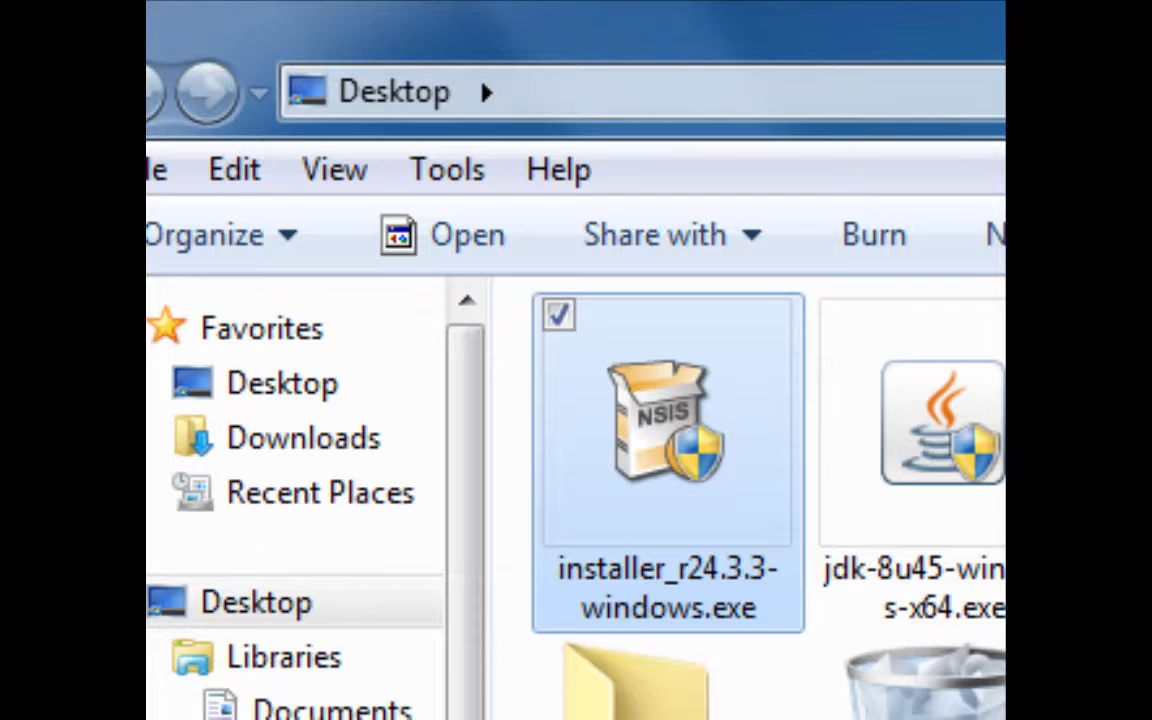 Desktop
le Edit View Tools Help
Organize Open Share with Burn N
Favorites
Desktop
Downloads
Recent Places
Desktop
Libraries
Documents
NSIS
installer_r24.3.3-
windows.exe
jdk-8u45-win
s-x64.exe